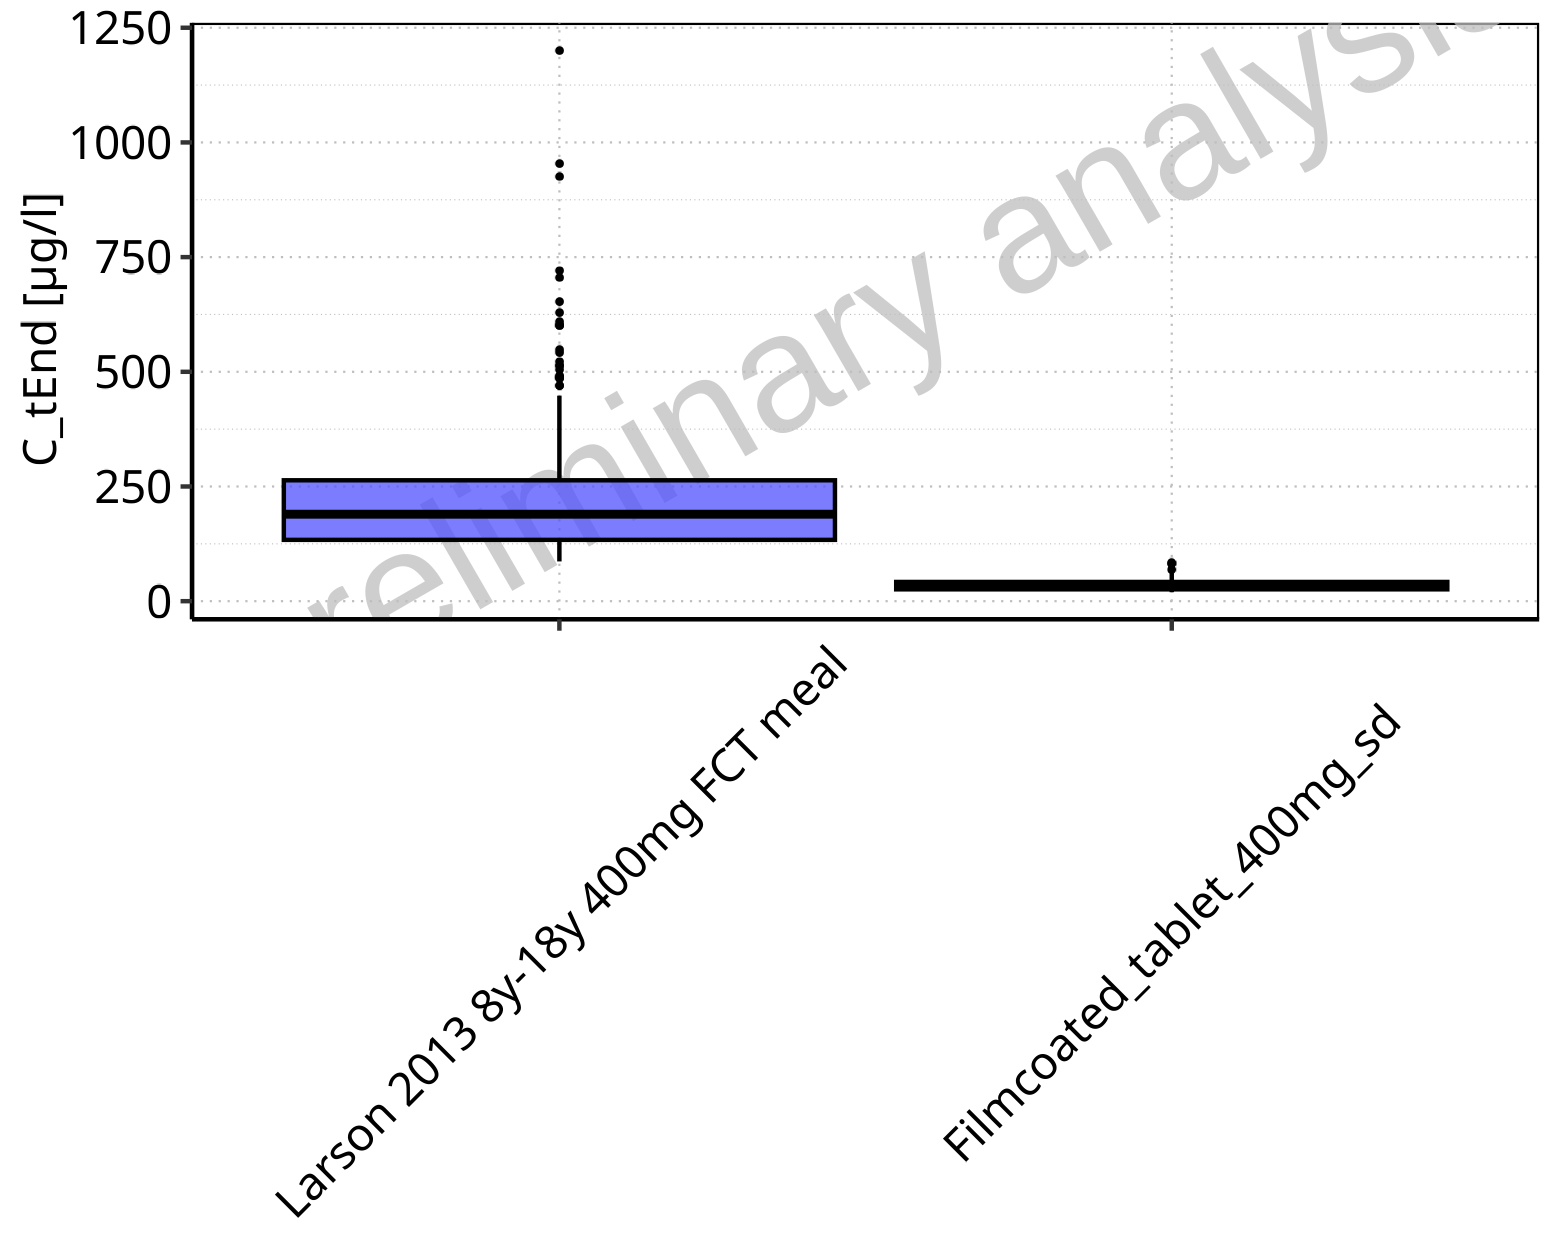 1250
1000
750
500
250
0
C_tEnd [µg/l]
reliminary analysis
Larson 2013 8y-18y 400mg FCT meal
Filmcoated_tablet_400mg_sd